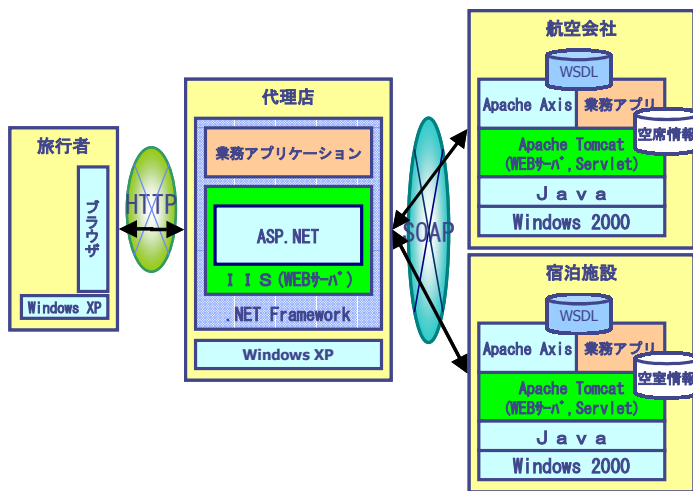 旅行者
ブラウザ
Windows XP
HTTP
代理店
業務アプリケーション
ASP.NET
ＩＩＳ(WEBｻｰﾊﾞ)
.NET Framework
Windows XP
SOAP
航空会社
WSDL
Apache Axis
業務アプリ
空席情報
Apache Tomcat
(WEBｻｰﾊﾞ,Servlet)
Ｊａｖａ
Windows 2000
宿泊施設
WSDL
Apache Axis
業務アプリ
空室情報
Apache Tomcat
(WEBｻｰﾊﾞ,Servlet)
Ｊａｖａ
Windows 2000